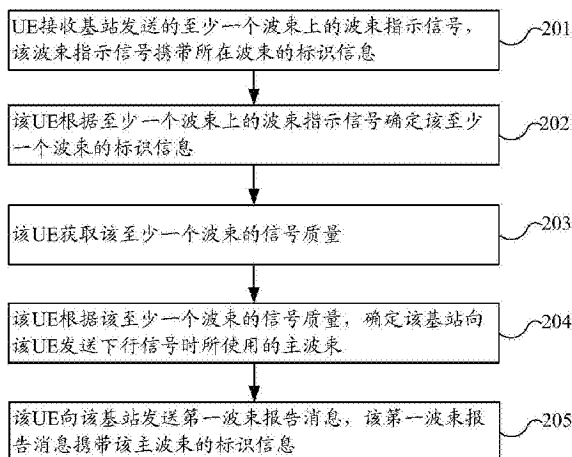 UE接收基站发送的至少一个波束上的波束指示信号，
该波束指示信号携带所在波束的标识信息
201
该UE根据至少一个波束上的波束指示信号确定该至少
一个波束的标识信息
202
该UE获取该至少一个波束的信号质量
203
该UE根据该至少一个波束的信号质量，确定该基站向
该UE发送下行信号时所使用的主波束
204
该UE向该基站发送第一波束报告消息，该第一波束报
告消息携带该主波束的标识信息
205